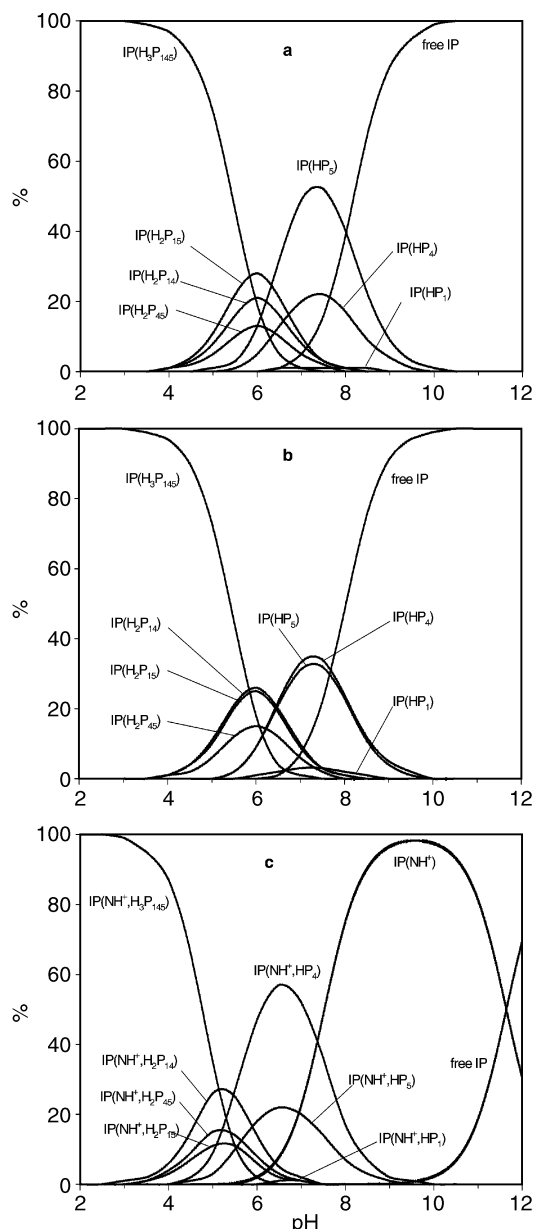 100
a
IP(H₃P₁₄₅)
free IP
80
60
IP(HP₅)
%
40
IP(H₂P₁₅)
IP(HP₄)
IP(H₂P₁₄)
IP(HP₁)
20
IP(H₂P₄₅)
0
2 4 6 8 10 12
100
b
IP(H₃P₁₄₅)
free IP
80
60
%
IP(H₂P₁₄)
IP(HP₅)
IP(HP₄)
40
IP(H₂P₁₅)
IP(HP₁)
20
IP(H₂P₄₅)
0
2 4 6 8 10 12
100
c
IP(NH⁺)
80
IP(NH⁺,H₃P₁₄₅)
60
IP(NH⁺,HP₄)
%
40
free IP
IP(NH⁺,H₂P₁₄)
IP(NH⁺,HP₅)
IP(NH⁺,H₂P₄₅)
20
IP(NH⁺,H₂P₁₅)
IP(NH⁺,HP₁)
0
2 4 6 8 10 12
pH